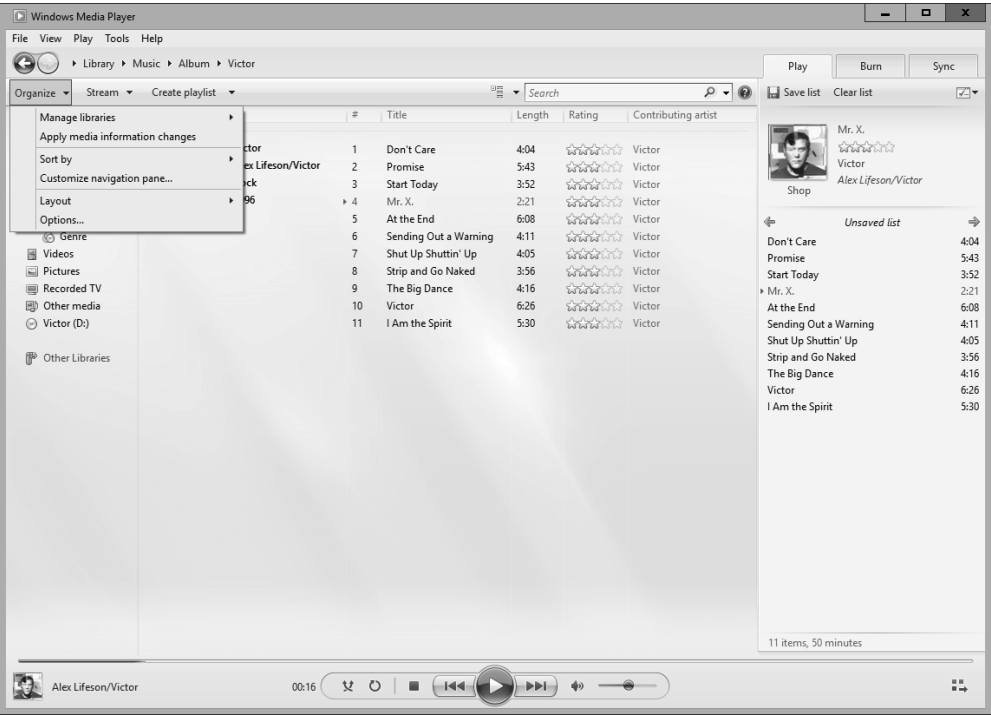 Windows Media Player
File View Play Tools Help
Library Music Album Victor
Play Burn Sync
Organize Stream Create playlist Search
Save list Clear list
Manage libraries
Apply media information changes
Sort by
Customize navigation pane...
Layout
Options...
Genre
Videos
Pictures
Recorded TV
Other media
Victor (D:)
Other Libraries
# Title Length Rating Contributing artist
ctor
ex Lifeson/Victor
ck
96
1 Don't Care 4:04 Victor
2 Promise 5:43 Victor
3 Start Today 3:52 Victor
4 Mr. X. 2:21 Victor
5 At the End 6:08 Victor
6 Sending Out a Warning 4:11 Victor
7 Shut Up Shuttin' Up 4:05 Victor
8 Strip and Go Naked 3:56 Victor
9 The Big Dance 4:16 Victor
10 Victor 6:26 Victor
11 I Am the Spirit 5:30 Victor
Mr. X.
Victor
Alex Lifeson/Victor
Shop
Unsaved list
Don't Care 4:04
Promise 5:43
Start Today 3:52
Mr. X. 2:21
At the End 6:08
Sending Out a Warning 4:11
Shut Up Shuttin' Up 4:05
Strip and Go Naked 3:56
The Big Dance 4:16
Victor 6:26
I Am the Spirit 5:30
11 items, 50 minutes
Alex Lifeson/Victor 00:16